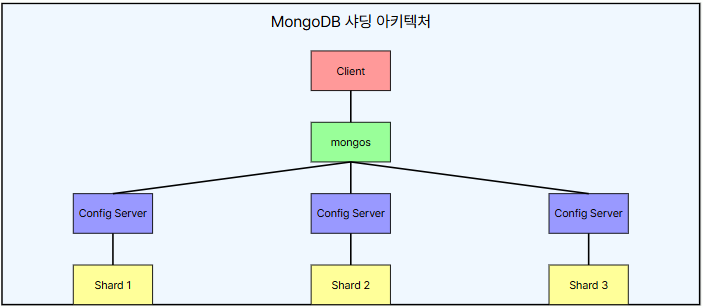 MongoDB 샤딩 아키텍처
Client
mongos
Config Server
Config Server
Config Server
Shard 1
Shard 2
Shard 3